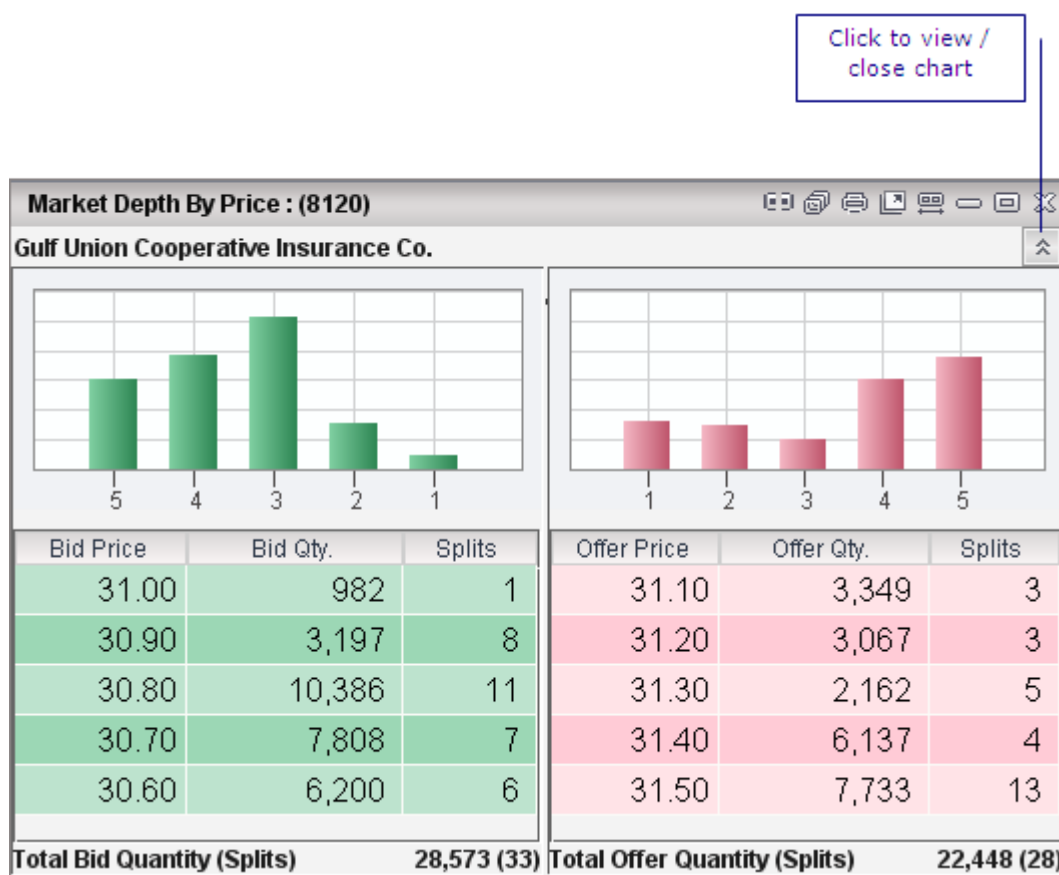 Click to view /
close chart
Market Depth By Price : (8120)
Gulf Union Cooperative Insurance Co.
5 4 3 2 1
1 2 3 4 5
Bid Price Bid Qty. Splits Offer Price Offer Qty. Splits
31.00 982 1 31.10 3,349 3
30.90 3,197 8 31.20 3,067 3
30.80 10,386 11 31.30 2,162 5
30.70 7,808 7 31.40 6,137 4
30.60 6,200 6 31.50 7,733 13
Total Bid Quantity (Splits) 28,573 (33) Total Offer Quantity (Splits) 22,448 (28)